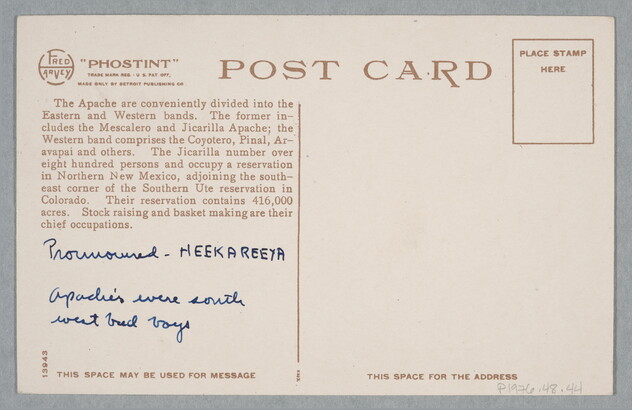 FRED HARVEY
"PHOSTINT"
TRADE MARK REG. U. S. PAT. OFF.
MADE ONLY BY DETROIT PUBLISHING CO
POST CARD
PLACE STAMP
HERE
The Apache are conveniently divided into the
Eastern and Western bands. The former in-
cludes the Mescalero and Jicarilla Apache; the
Western band comprises the Coyotero, Pinal, Ar-
avapai and others. The Jicarilla number over
eight hundred persons and occupy a reservation
in Northern New Mexico, adjoining the south-
east corner of the Southern Ute reservation in
Colorado. Their reservation contains 416,000
acres. Stock raising and basket making are their
chief occupations.
Pronounced - HEEKAREEYA
Apache's were south
west bad boys
13943
THIS SPACE MAY BE USED FOR MESSAGE
THIS SPACE FOR THE ADDRESS
P1976.48.44